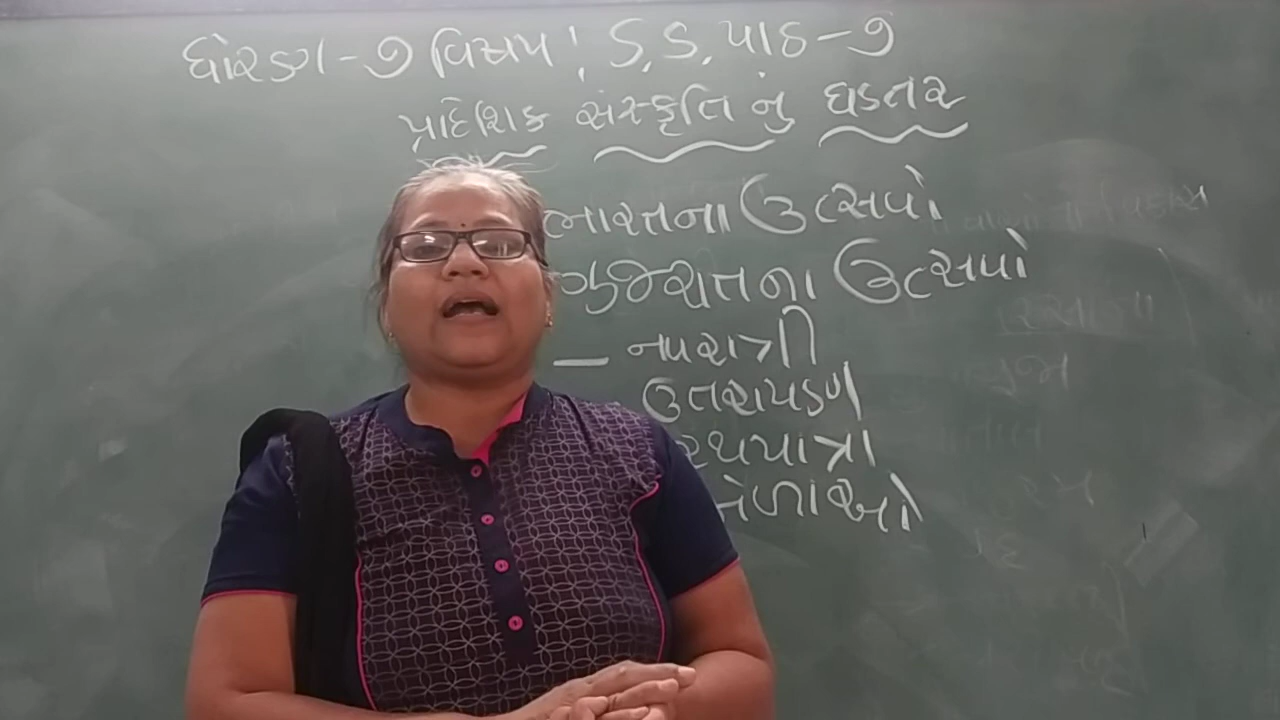 ધોરણ - ૭ વિષય : S.S. પાઠ - ૭
પ્રાદેશિક સંસ્કૃતિ નું ઘડતર
ભારતના ઉત્સવો
ગુજરાતના ઉત્સવો
— નવરાત્રી
ઉતરાયણ
રથયાત્રા
મેળાઓ